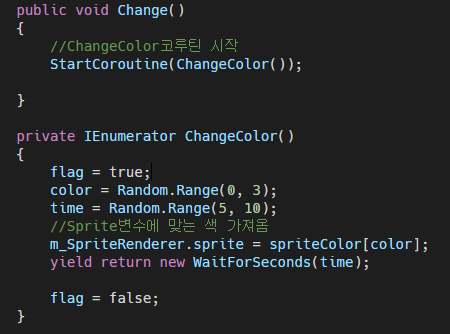 public void Change()
{
//ChangeColor코루틴 시작
StartCoroutine(ChangeColor());
}
private IEnumerator ChangeColor()
{
flag = true;
color = Random.Range(0, 3);
time = Random.Range(5, 10);
//Sprite변수에 맞는 색 가져옴
m_SpriteRenderer.sprite = spriteColor[color];
yield return new WaitForSeconds(time);
flag = false;
}